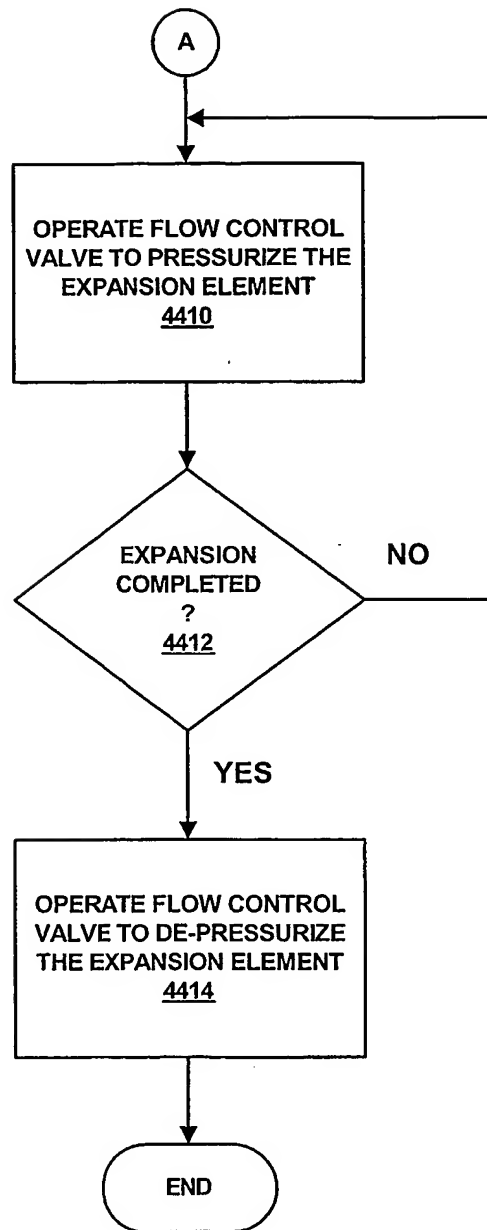 A
OPERATE FLOW CONTROL
VALVE TO PRESSURIZE THE
EXPANSION ELEMENT
4410
EXPANSION
COMPLETED
?
4412
NO
YES
OPERATE FLOW CONTROL
VALVE TO DE-PRESSURIZE
THE EXPANSION ELEMENT
4414
END